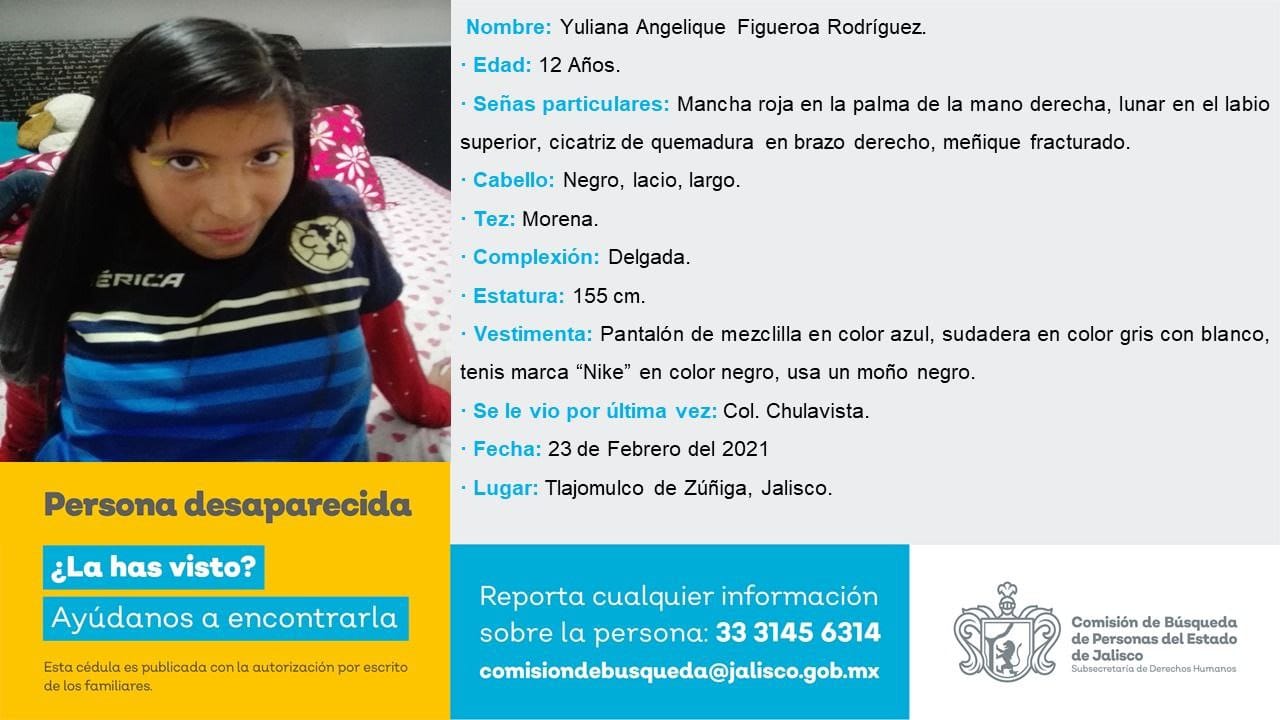 Nombre: Yuliana Angelique Figueroa Rodríguez.
· Edad: 12 Años.
· Señas particulares: Mancha roja en la palma de la mano derecha, lunar en el labio
superior, cicatriz de quemadura en brazo derecho, meñique fracturado.
· Cabello: Negro, lacio, largo.
· Tez: Morena.
· Complexión: Delgada.
· Estatura: 155 cm.
· Vestimenta: Pantalón de mezclilla en color azul, sudadera en color gris con blanco,
tenis marca “Nike” en color negro, usa un moño negro.
· Se le vio por última vez: Col. Chulavista.
· Fecha: 23 de Febrero del 2021
· Lugar: Tlajomulco de Zúñiga, Jalisco.
CA
ÉRICA
Persona desaparecida
¿La has visto?
Ayúdanos a encontrarla
Esta cédula es publicada con la autorización por escrito
de los familiares.
Reporta cualquier información
sobre la persona: 33 3145 6314
comisiondebusqueda@jalisco.gob.mx
Comisión de Búsqueda
de Personas del Estado
de Jalisco
Subsecretaría de Derechos Humanos